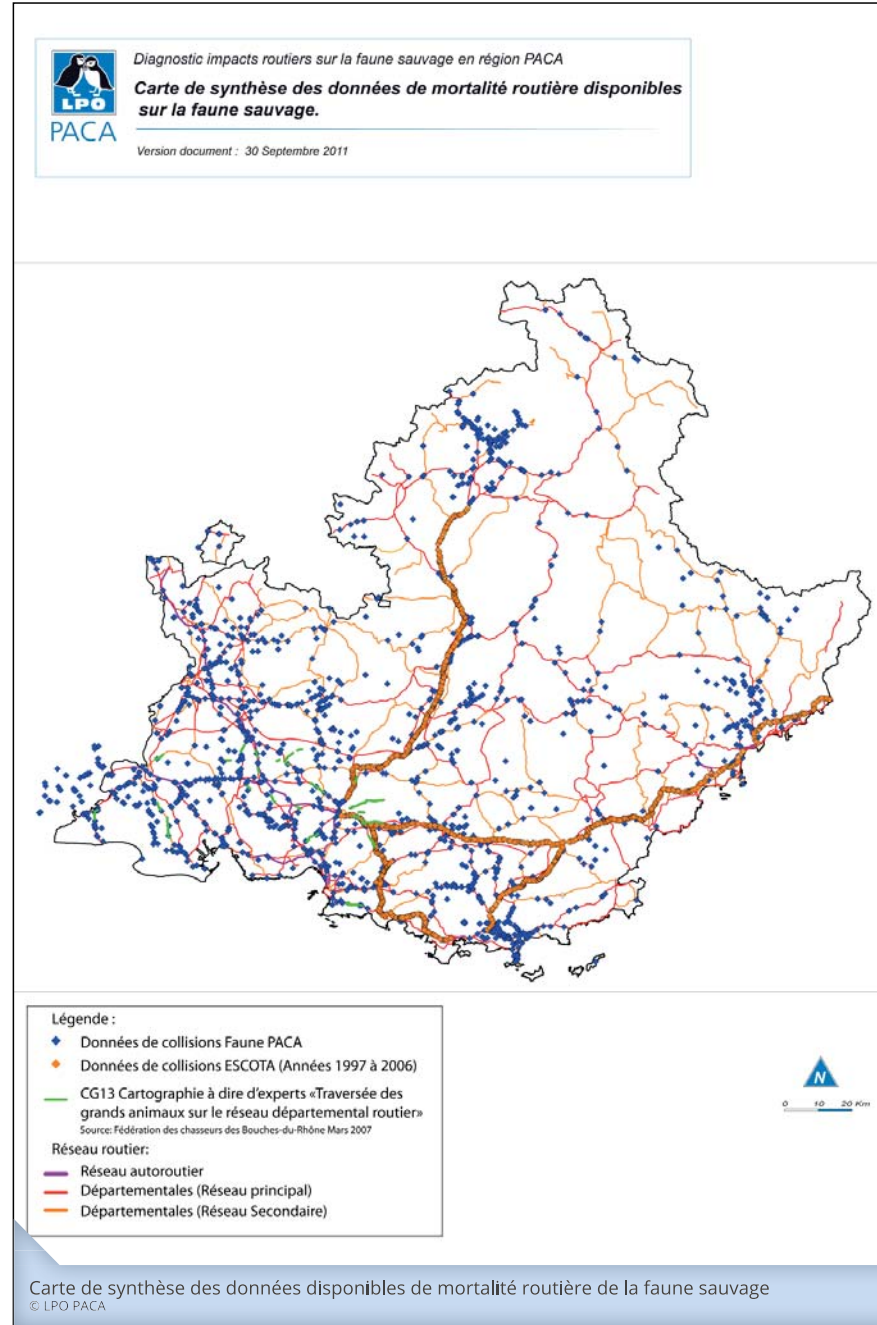 LPO
PACA
Diagnostic impacts routiers sur la faune sauvage en région PACA
Carte de synthèse des données de mortalité routière disponibles
sur la faune sauvage.
Version document : 30 Septembre 2011
Légende :
Données de collisions Faune PACA
Données de collisions ESCOTA (Années 1997 à 2006)
CG13 Cartographie à dire d'experts «Traversée des
grands animaux sur le réseau départemental routier»
Source: Fédération des chasseurs des Bouches-du-Rhône Mars 2007
Réseau routier:
Réseau autoroutier
Départementales (Réseau principal)
Départementales (Réseau Secondaire)
N
0 10 20 Km
Carte de synthèse des données disponibles de mortalité routière de la faune sauvage
© LPO PACA